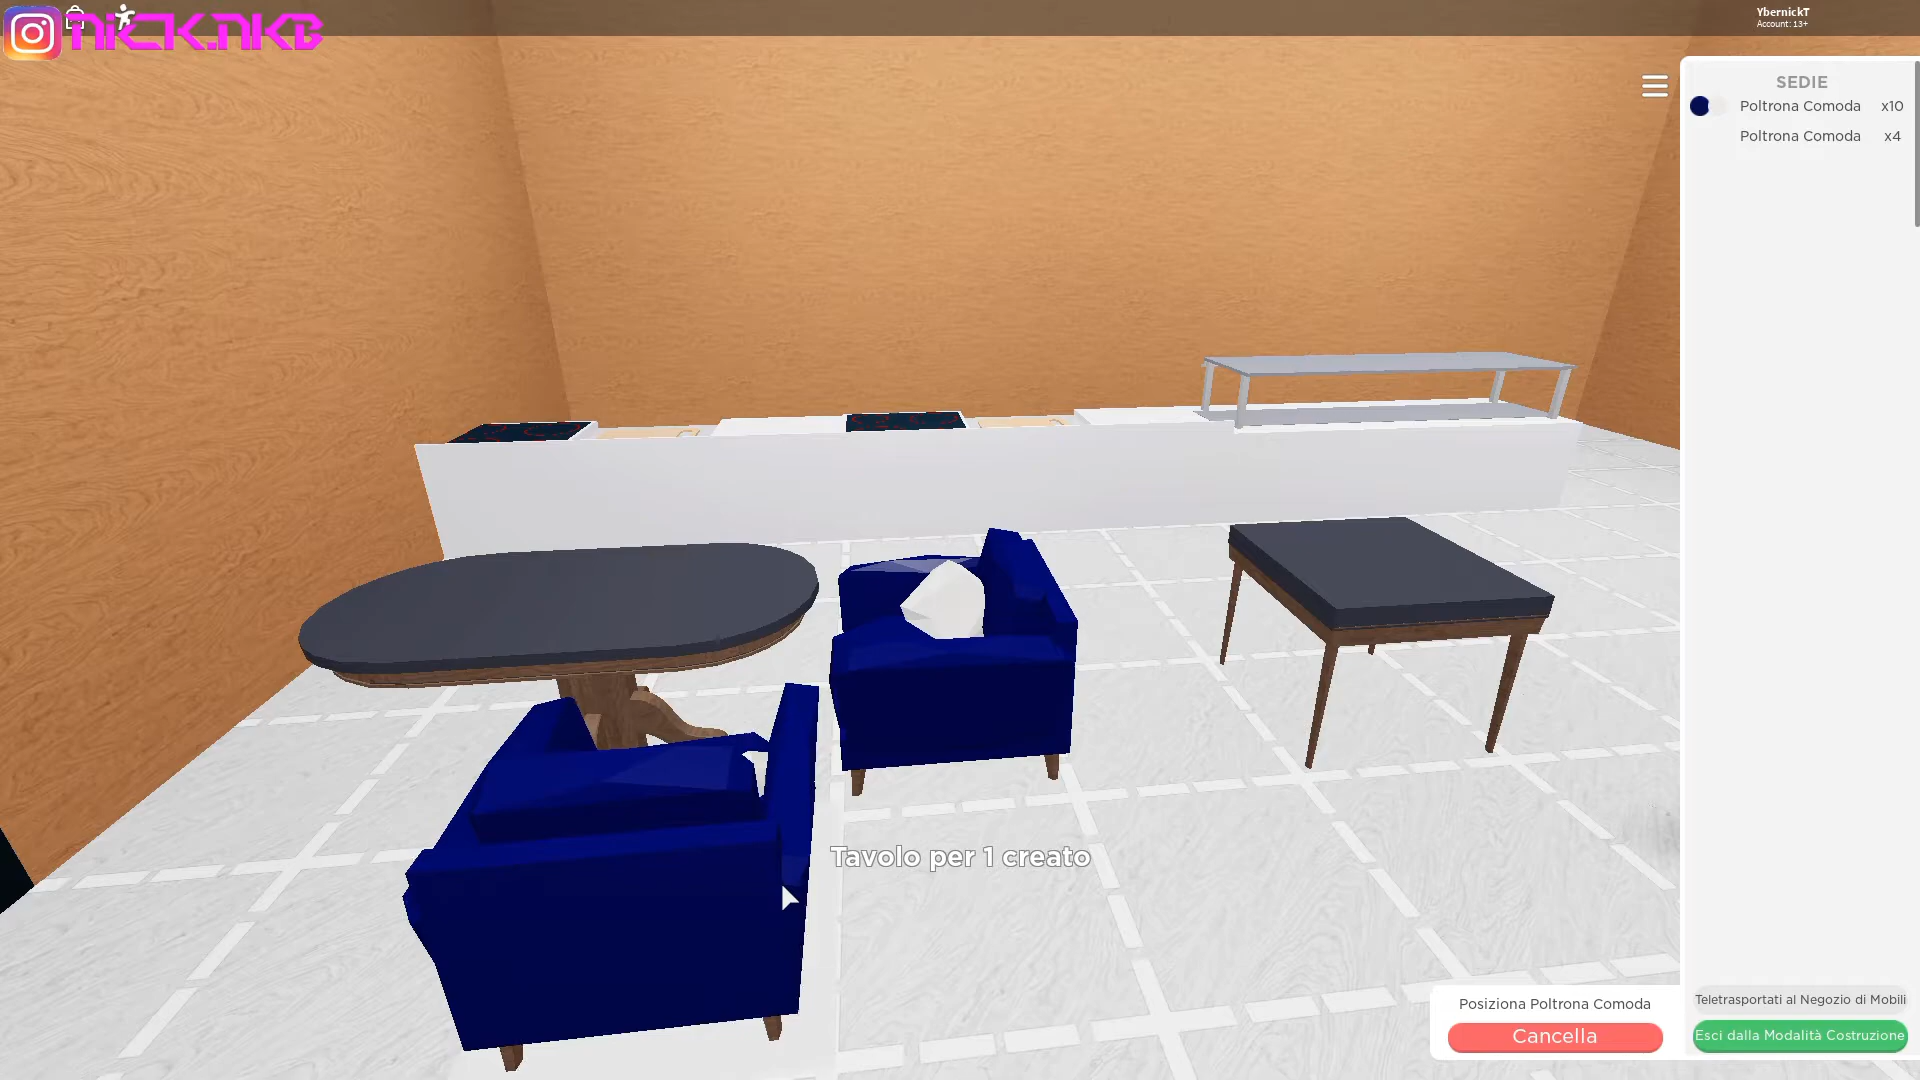 NICK.NKB
YbernickT
Account: 13+
SEDIE
Poltrona Comoda x10
Poltrona Comoda x4
Tavolo per 1 creato
Posiziona Poltrona Comoda
Cancella
Teletrasportati al Negozio di Mobili
Esci dalla Modalità Costruzione